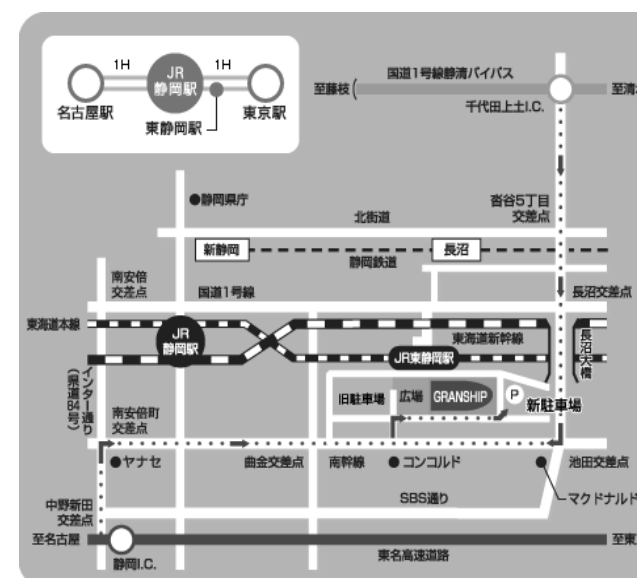 1H
1H
JR
静岡駅
名古屋駅
東京駅
東静岡駅
国道1号線静清バイパス
至藤枝
至清
千代田上土I.C.
静岡県庁
沓谷5丁目
交差点
北街道
新静岡
長沼
静岡鉄道
南安倍
交差点
国道1号線
長沼交差点
東海道本線
JR
静岡駅
東海道新幹線
JR東静岡駅
長沼大橋
インター通り
(県道84号)
旧駐車場
広場
GRANSHIP
P
新駐車場
南安倍町
交差点
ヤナセ
曲金交差点
南幹線
コンコルド
池田交差点
SBS通り
マクドナルド
中野新田
交差点
至名古屋
至東
東名高速道路
静岡I.C.